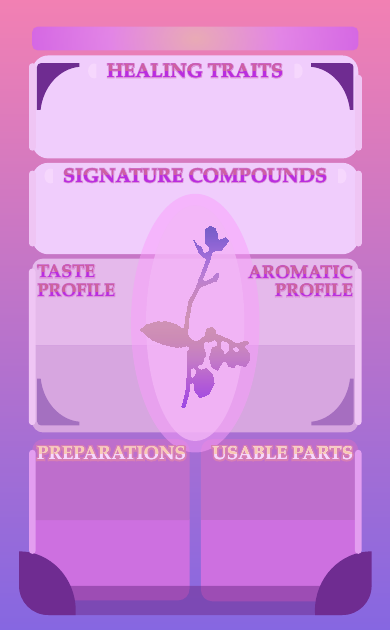 HEALING TRAITS
SIGNATURE COMPOUNDS
TASTE
PROFILE
AROMATIC
PROFILE
PREPARATIONS
USABLE PARTS